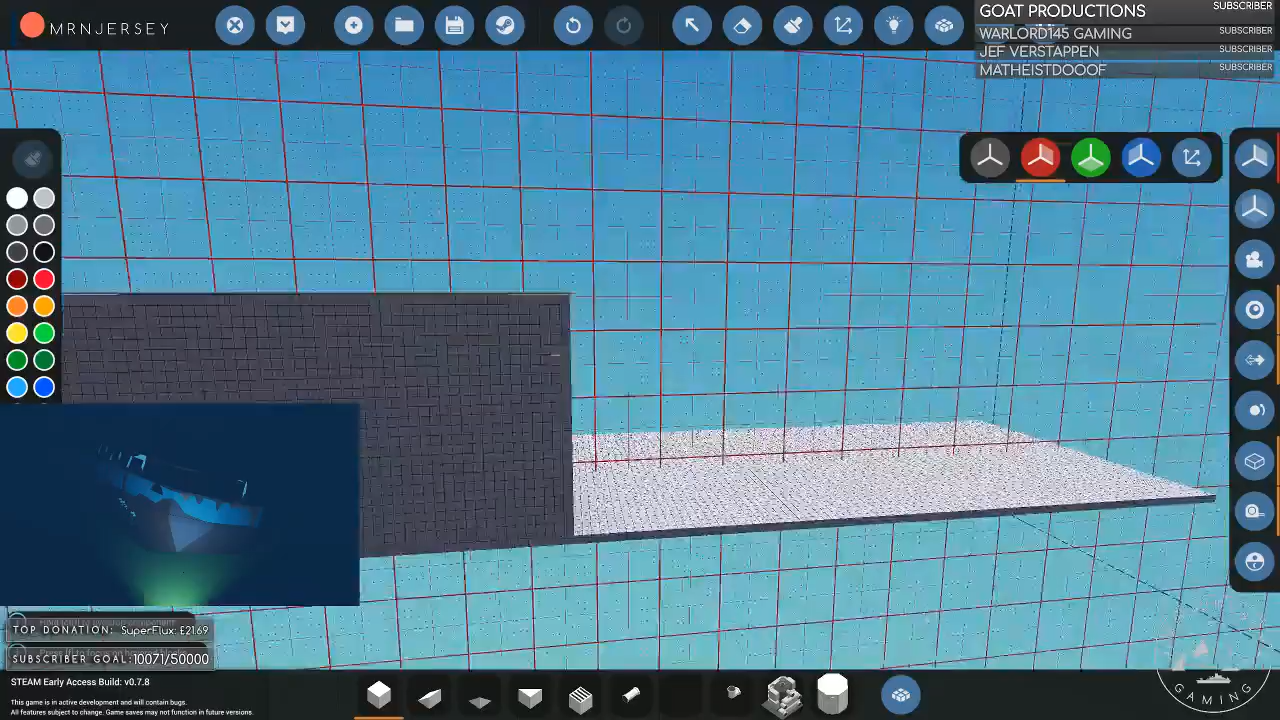 MRNJERSEY
GOAT PRODUCTIONS SUBSCRIBER
WARLORD145 GAMING SUBSCRIBER
JEF VERSTAPPEN SUBSCRIBER
MATHEISTDOOOF SUBSCRIBER
TOP DONATION: SuperFlux: £21.69
SUBSCRIBER GOAL: 10071/50000
STEAM Early Access Build: v0.7.8
This game is in active development and will contain bugs.
All features subject to change. Game saves may not function in future versions.
GAMING